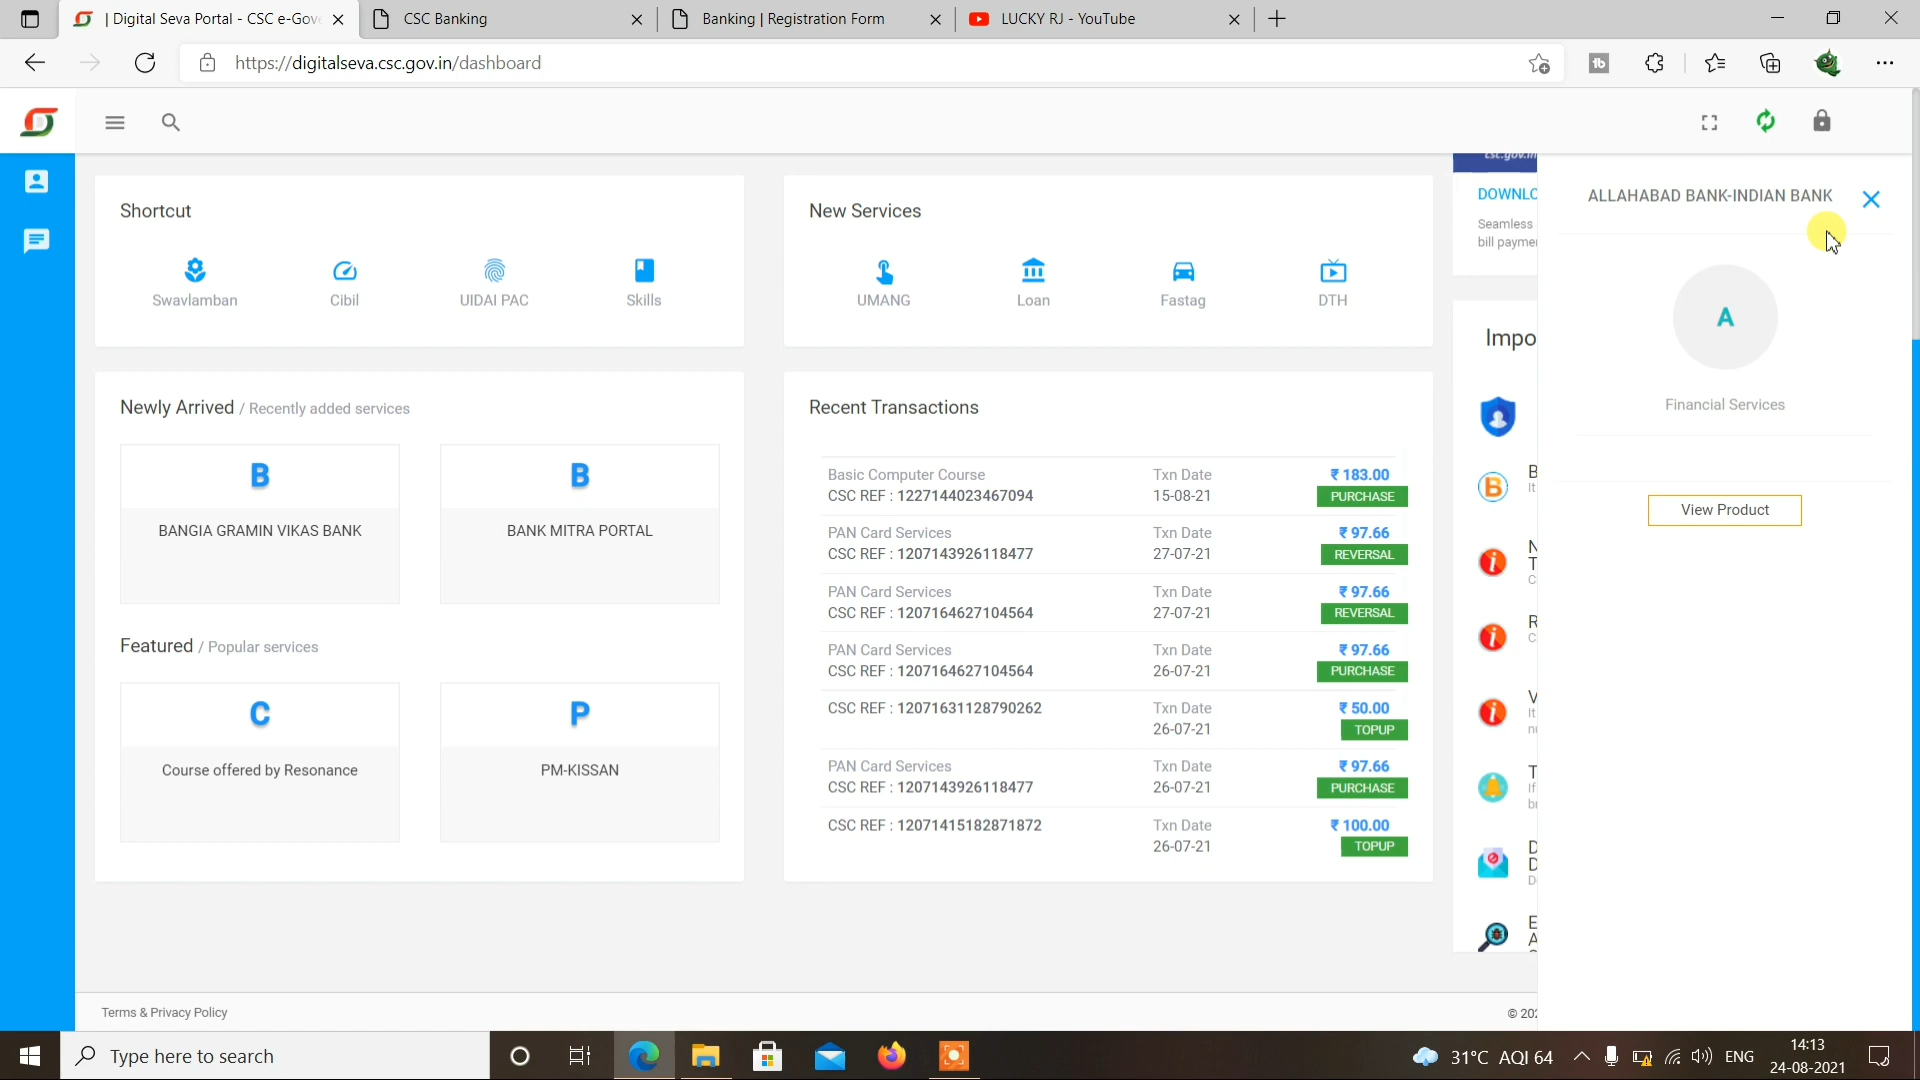 | Digital Seva Portal - CSC e-Gove
CSC Banking
Banking | Registration Form
LUCKY RJ - YouTube
https://digitalseva.csc.gov.in/dashboard
csc.gov.in
DOWNLO
Seamless
bill paymen
ALLAHABAD BANK-INDIAN BANK
A
Financial Services
View Product
Shortcut
Swavlamban
Cibil
UIDAI PAC
Skills
New Services
UMANG
Loan
Fastag
DTH
Impo
Newly Arrived / Recently added services
B
BANGIA GRAMIN VIKAS BANK
B
BANK MITRA PORTAL
Featured / Popular services
C
Course offered by Resonance
P
PM-KISSAN
Recent Transactions
Basic Computer Course
CSC REF : 1227144023467094
Txn Date
15-08-21
₹ 183.00
PURCHASE
PAN Card Services
CSC REF : 1207143926118477
Txn Date
27-07-21
₹ 97.66
REVERSAL
PAN Card Services
CSC REF : 1207164627104564
Txn Date
27-07-21
₹ 97.66
REVERSAL
PAN Card Services
CSC REF : 1207164627104564
Txn Date
26-07-21
₹ 97.66
PURCHASE
CSC REF : 12071631128790262
Txn Date
26-07-21
₹ 50.00
TOPUP
PAN Card Services
CSC REF : 1207143926118477
Txn Date
26-07-21
₹ 97.66
PURCHASE
CSC REF : 12071415182871872
Txn Date
26-07-21
₹ 100.00
TOPUP
Terms & Privacy Policy
© 202
Type here to search
31°C AQI 64
ENG
14:13
24-08-2021